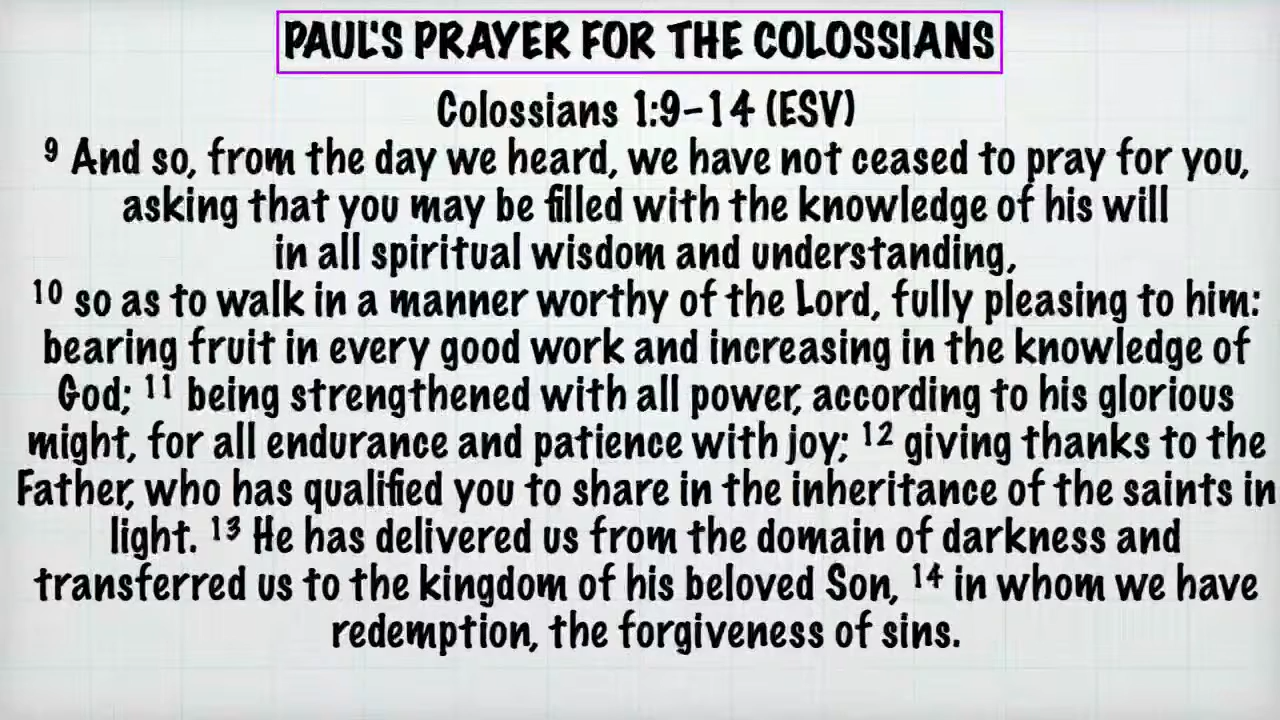 PAUL'S PRAYER FOR THE COLOSSIANS
Colossians 1:9–14 (ESV)
⁹ And so, from the day we heard, we have not ceased to pray for you,
asking that you may be filled with the knowledge of his will
in all spiritual wisdom and understanding,
¹⁰ so as to walk in a manner worthy of the Lord, fully pleasing to him:
bearing fruit in every good work and increasing in the knowledge of
God; ¹¹ being strengthened with all power, according to his glorious
might, for all endurance and patience with joy; ¹² giving thanks to the
Father, who has qualified you to share in the inheritance of the saints in
light. ¹³ He has delivered us from the domain of darkness and
transferred us to the kingdom of his beloved Son, ¹⁴ in whom we have
redemption, the forgiveness of sins.